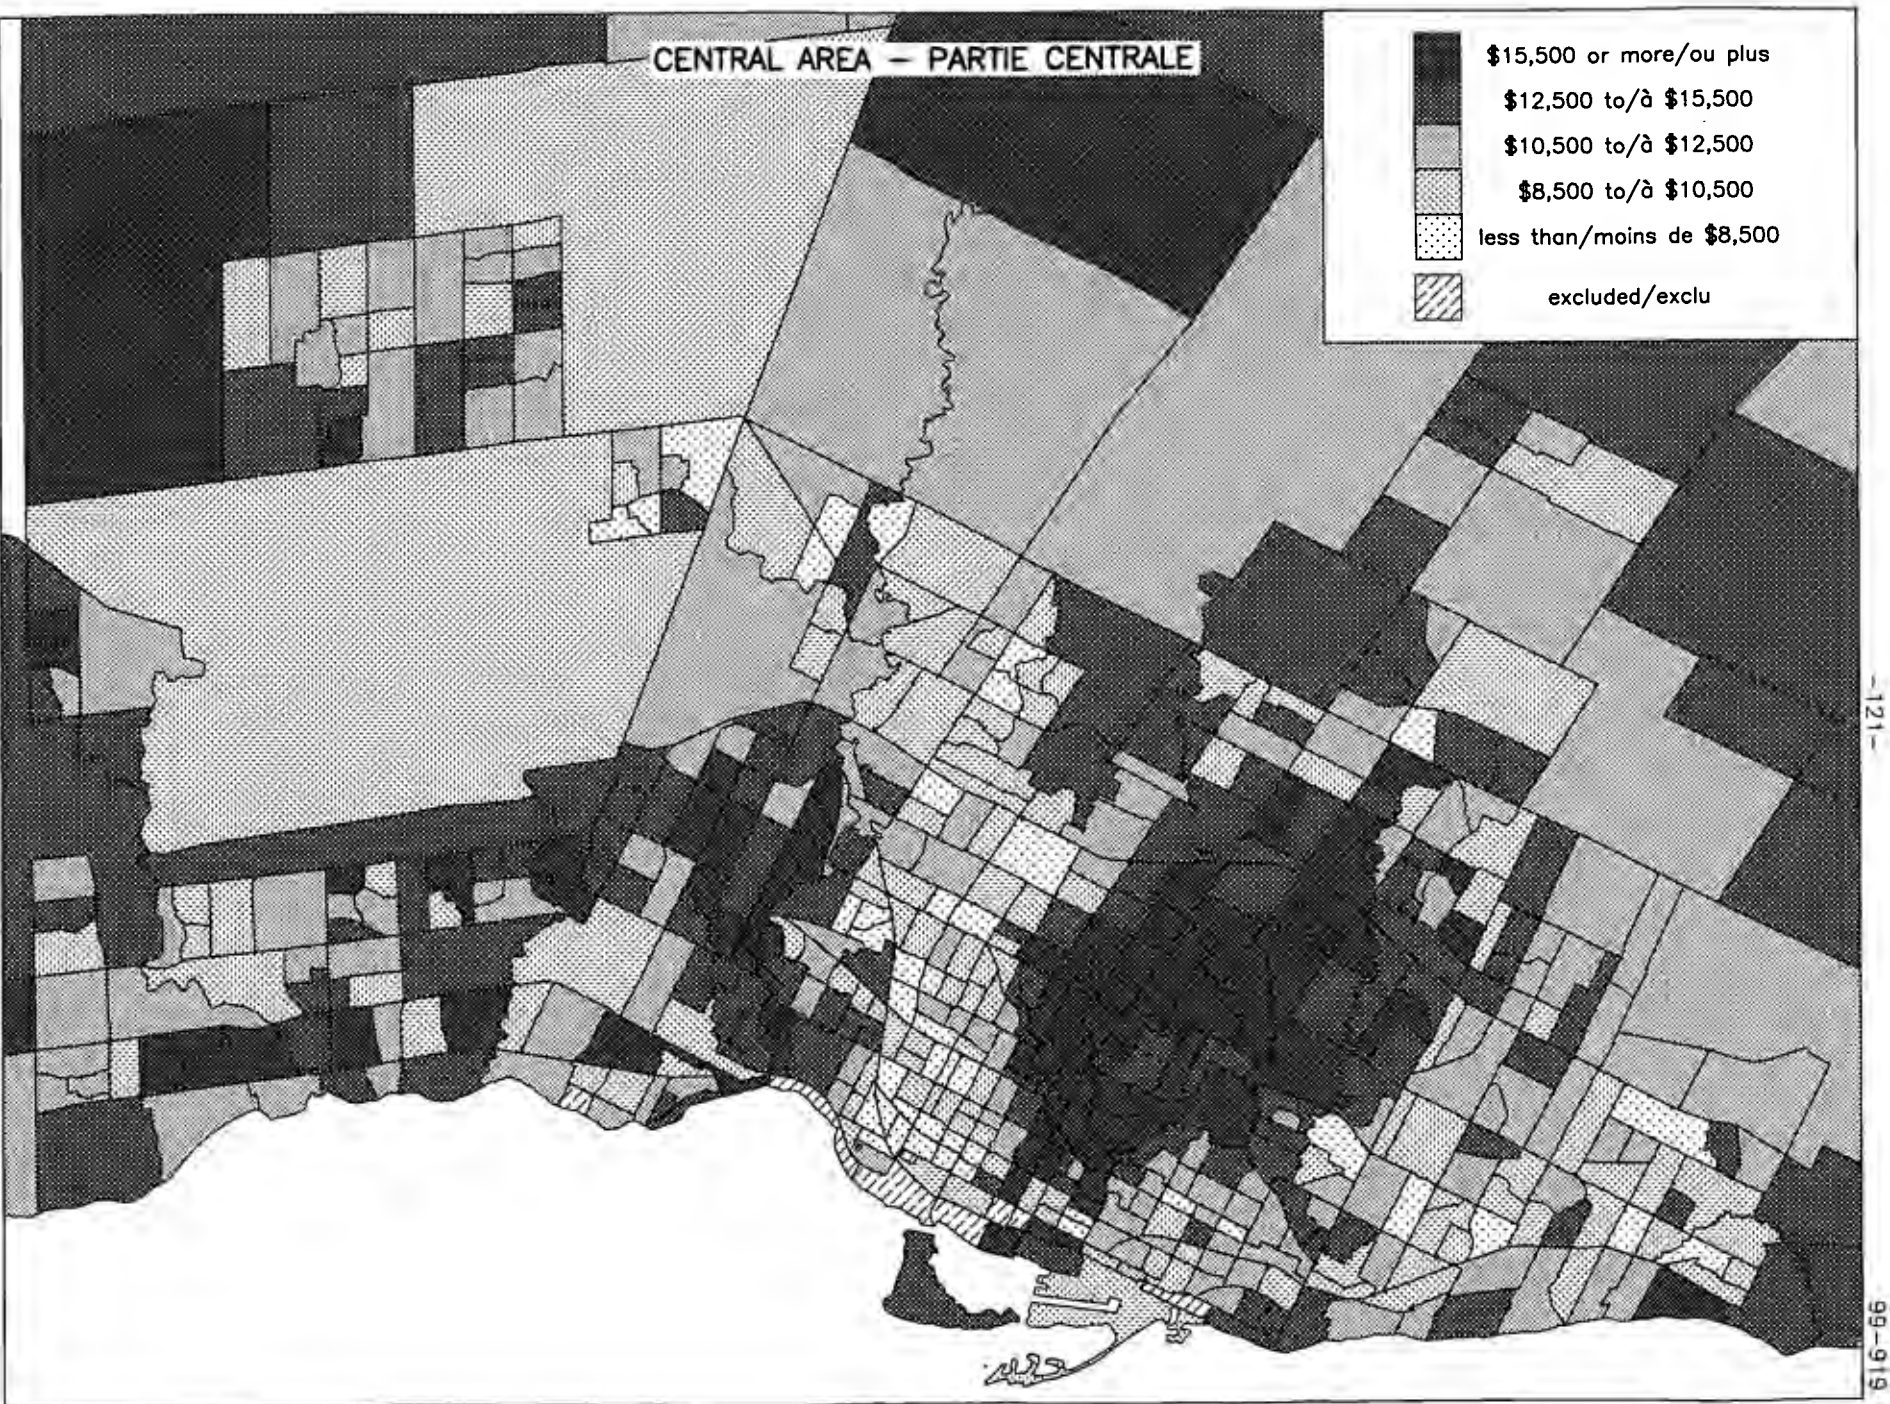 CENTRAL AREA – PARTIE CENTRALE
$15,500 or more/ou plus
$12,500 to/à $15,500
$10,500 to/à $12,500
$8,500 to/à $10,500
less than/moins de $8,500
excluded/exclu
-121-
99-919